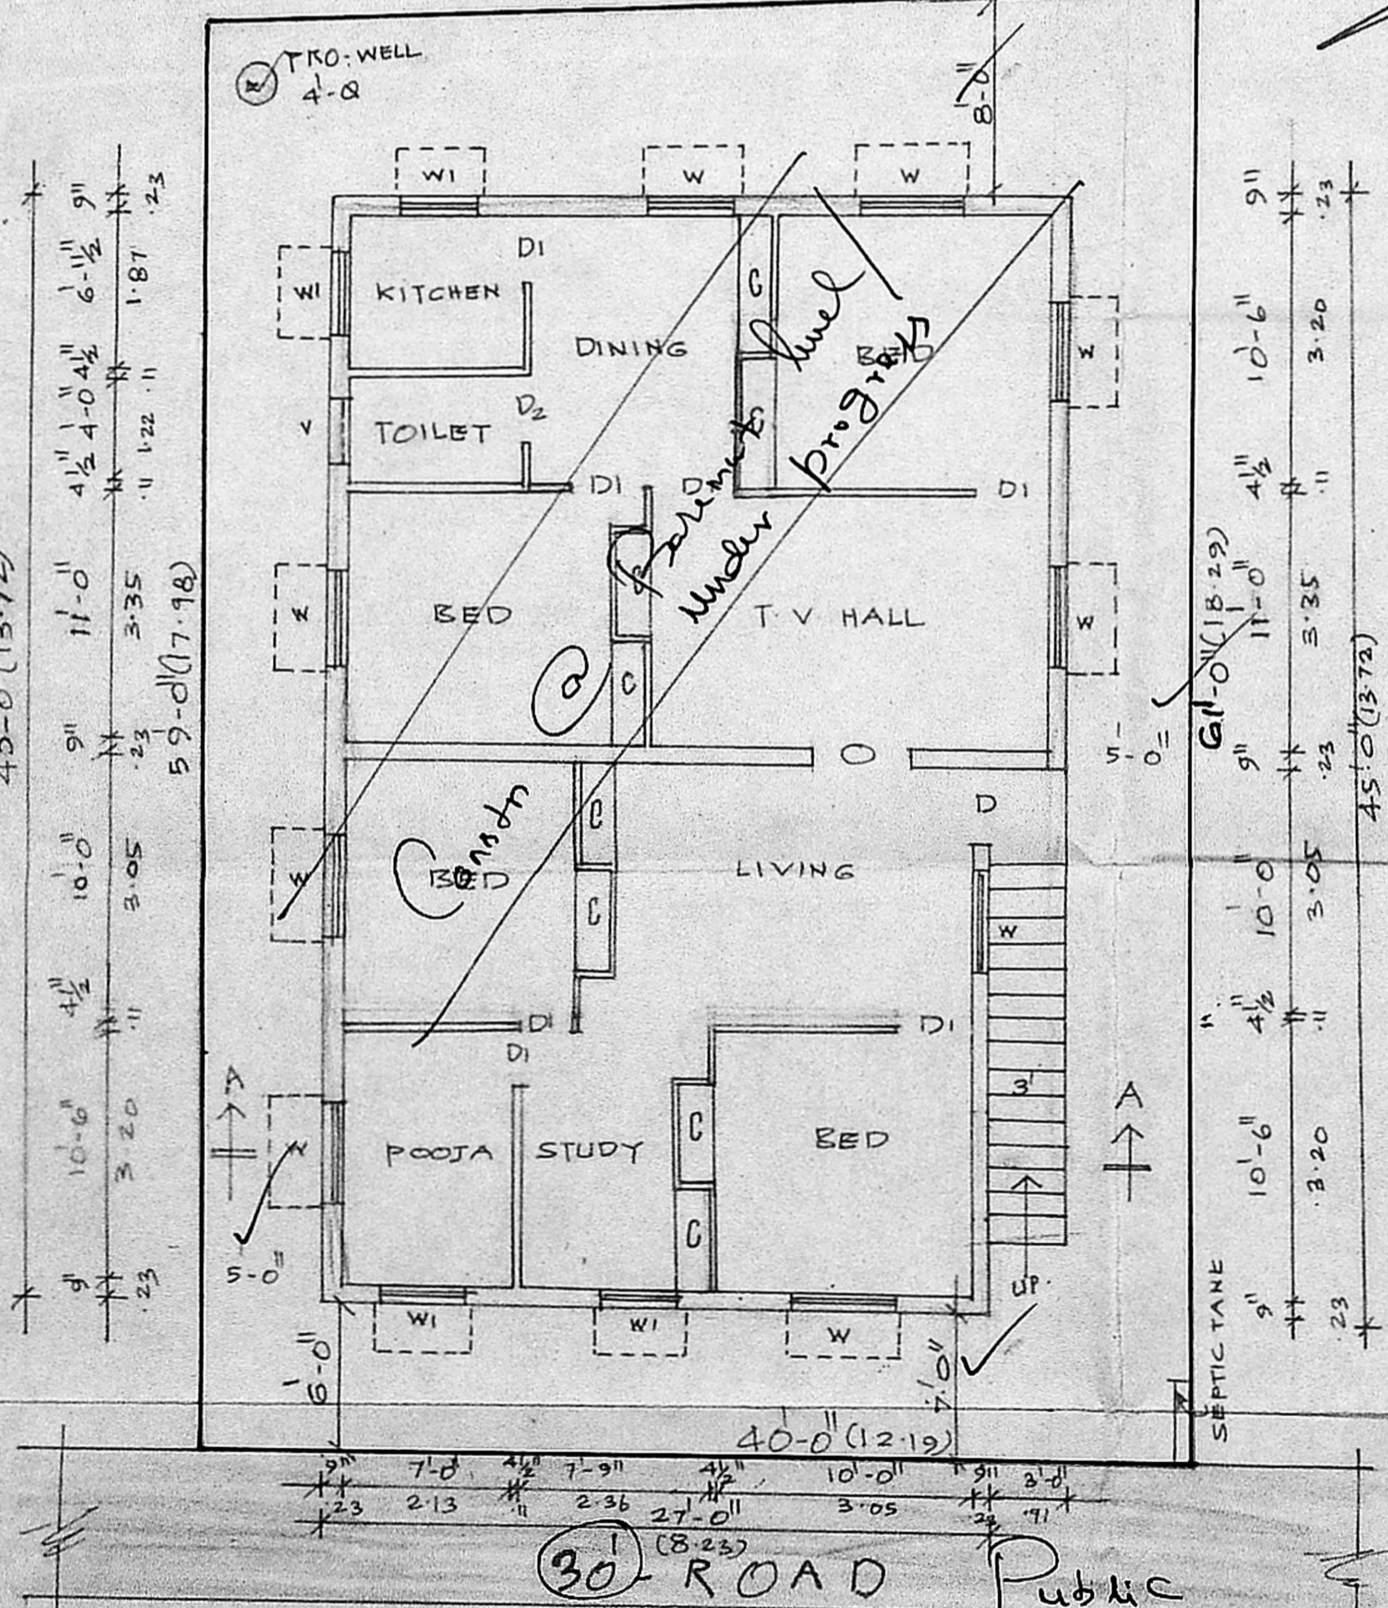 PRO. WELL
4'-0
8'-0"
W1
W
W
9"
.23
6'-11½"
1.87
4½"
.11
4'-0"
1.22
4½"
.11
11'-0"
3.35
9"
.23
10'-0"
3.05
4½"
.11
10'-6"
3.20
9"
.23
59'-0" (17.98)
W1
KITCHEN
D1
DINING
C
BED
W
V
TOILET
D2
C
D1
D1
D1
W
BED
C
C
T.V HALL
W
O
5'-0"
D
W
BED
C
C
LIVING
W
D1
D1
D1
A
W
POOJA
STUDY
C
C
BED
3'
A
5'-0"
UP.
W1
W1
W
6'-0"
7'-0"
Constn
@
Basement
level
under
progress
9"
.23
10'-6"
3.20
4½"
.11
11'-0"
3.35
9"
.23
10'-0"
3.05
4½"
.11
10'-6"
3.20
9"
.23
61'-0" (18.29)
45'-0" (13.72)
SEPTIC TANK
40'-0" (12.19)
9" 7'-0" 4½" 7'-9" 4½" 10'-0" 9" 3'-0"
.23 2.13 .11 2.36 3.05 .23 .91
27'-0"
(8.23)
30'-ROAD
Public